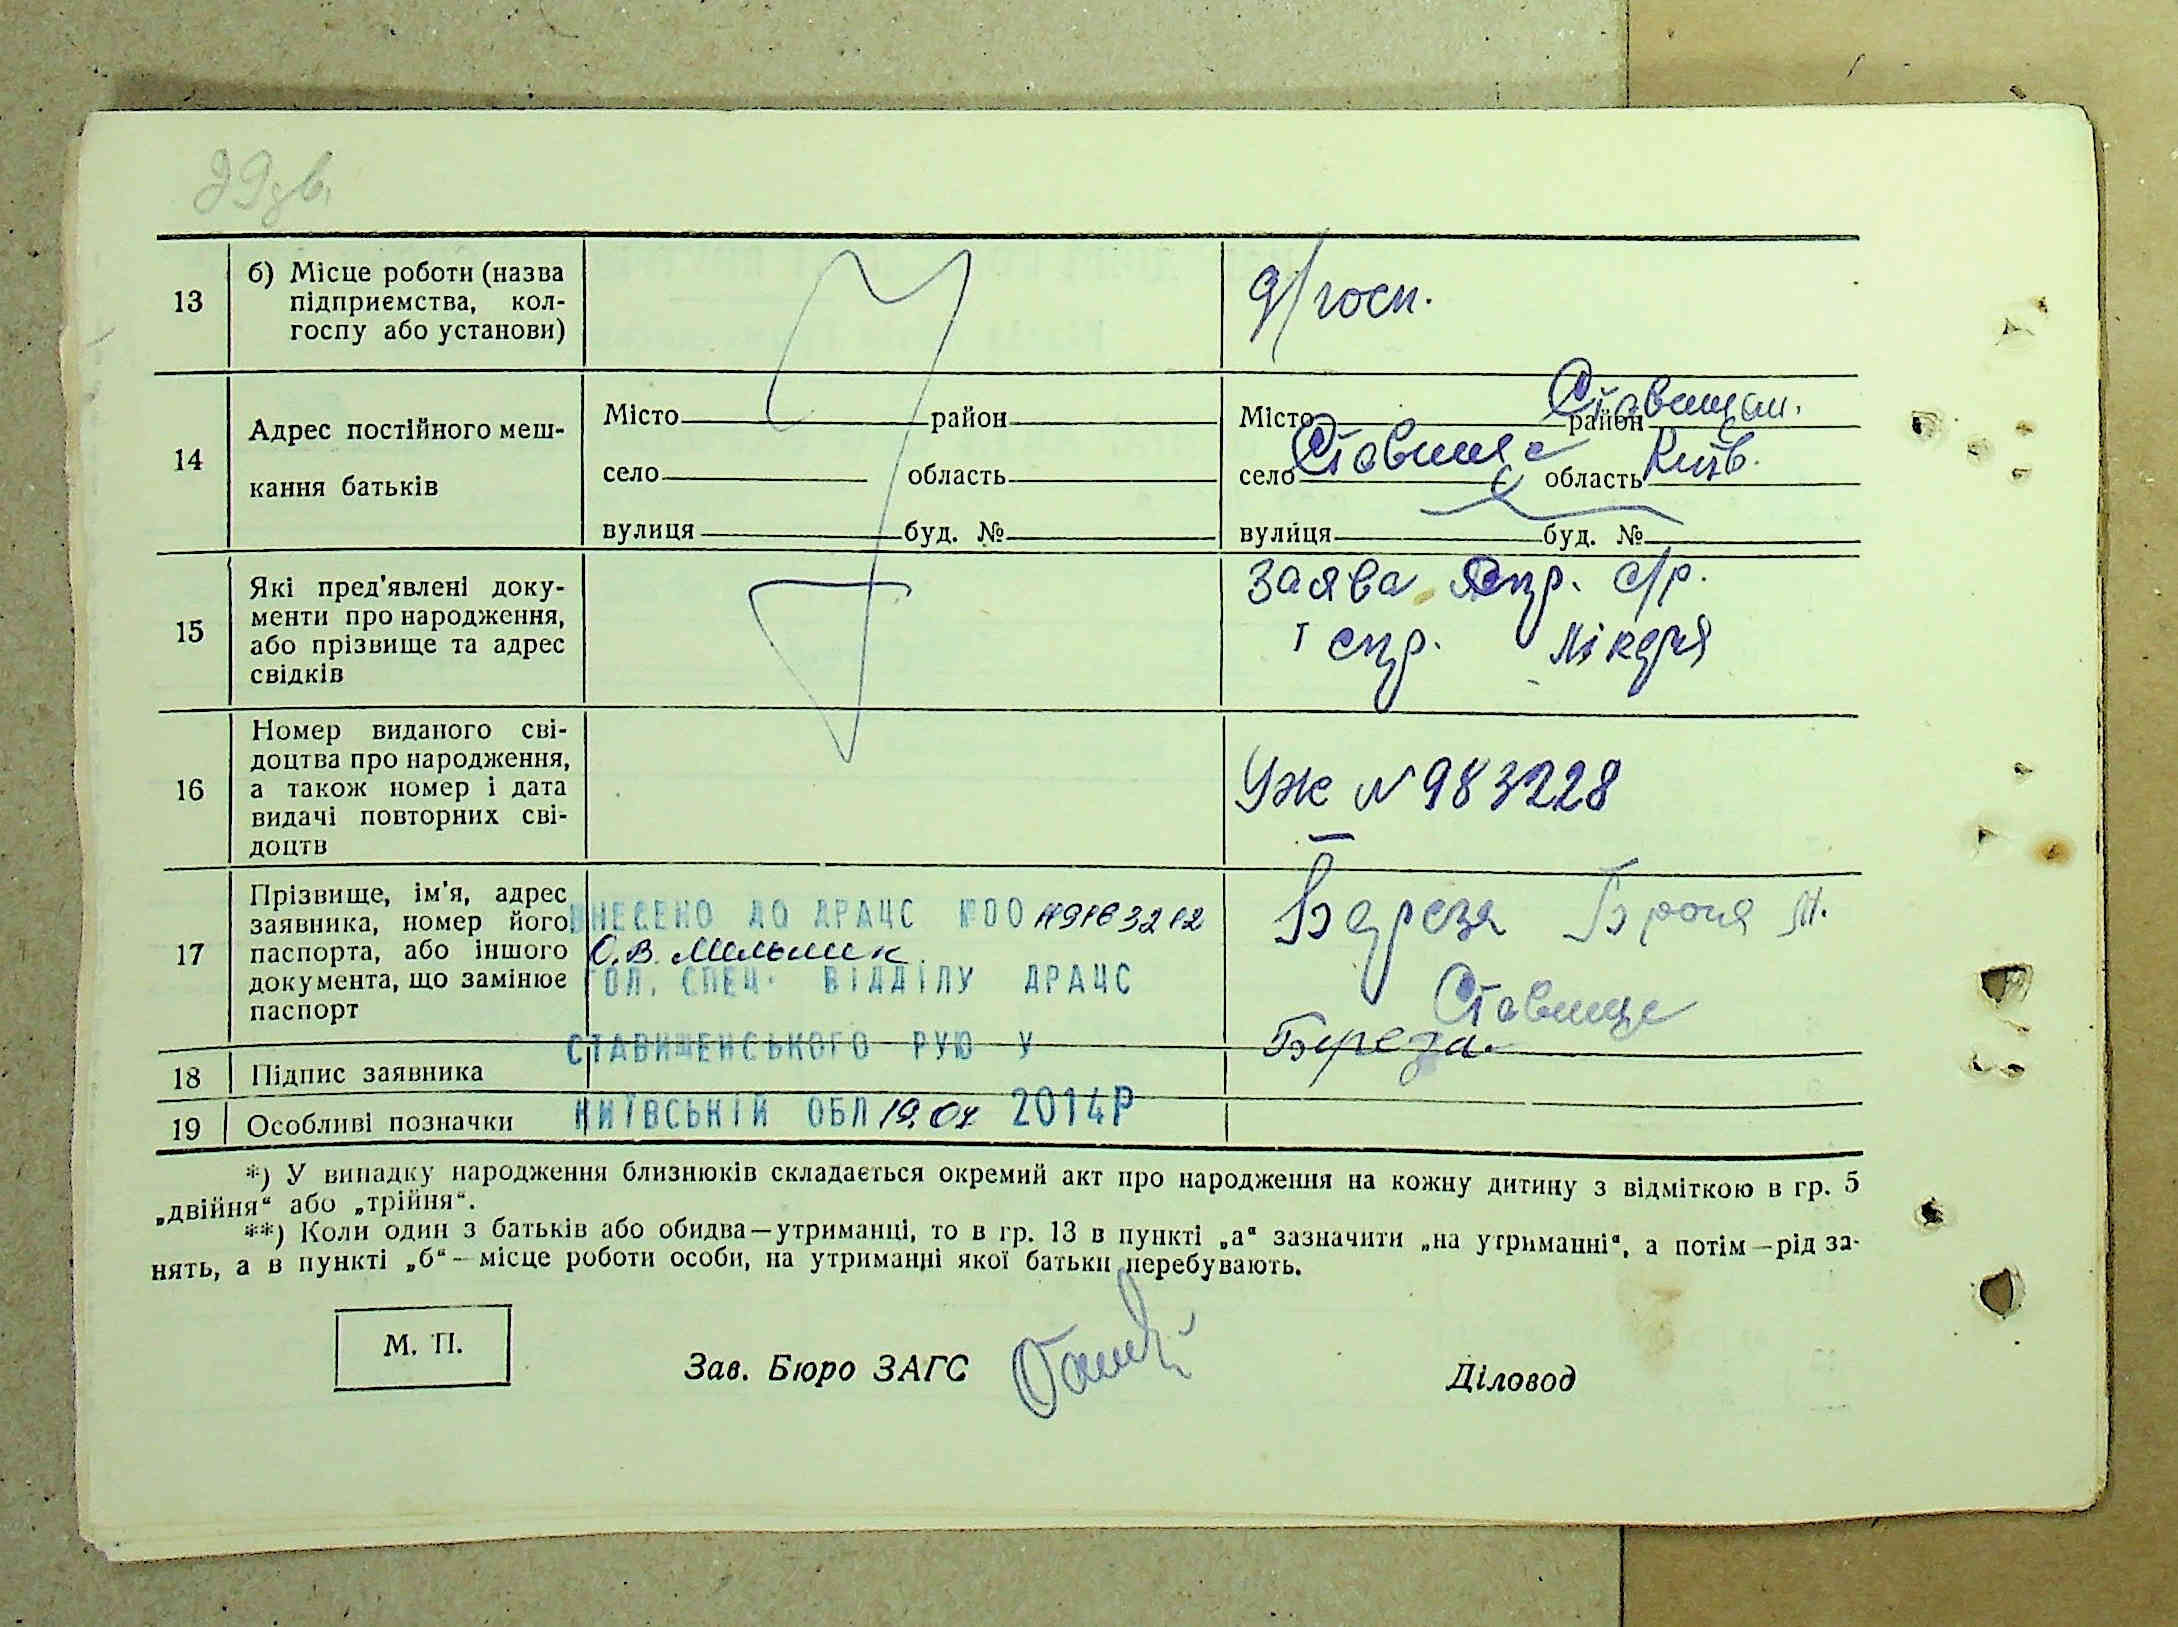 13
б) Місце роботи (назва
підприємства, кол-
госпу або установи)
д/госп.
14
Адрес постійного меш-
кання батьків
Місто район
село область
вулиця буд. №
Місто район Ставищан.
село Ставище область Київ.
вулиця буд. №
15
Які пред'явлені доку-
менти про народження,
або прізвище та адрес
свідків
заява с/р.
і спр. лікаря
16
Номер виданого сві-
доцтва про народження,
а також номер і дата
видачі повторних сві-
доцтв
УЖ № 983228
17
Прізвище, ім'я, адрес
заявника, номер його
паспорта, або іншого
документа, що замінює
паспорт
ВНЕСЕНО ДО ДРАЦС №00119163212
О.В. Мельник
ГОЛ. СПЕЦ. ВІДДІЛУ ДРАЦС
СТАВИЩЕНСЬКОГО РУЮ У
КИЇВСЬКІЙ ОБЛ 19.04 2014Р
Береза
Ставище
18
Підпис заявника
Береза
19
Особливі позначки
*) У випадку народження близнюків складається окремий акт про народження на кожну дитину з відміткою в гр. 5
„двійня“ або „трійня“.
**) Коли один з батьків або обидва—утриманці, то в гр. 13 в пункті „а“ зазначити „на утриманні“, а потім—рід за-
нять, а в пункті „б“—місце роботи особи, на утриманні якої батьки перебувають.
М. П.
Зав. Бюро ЗАГС
Діловод